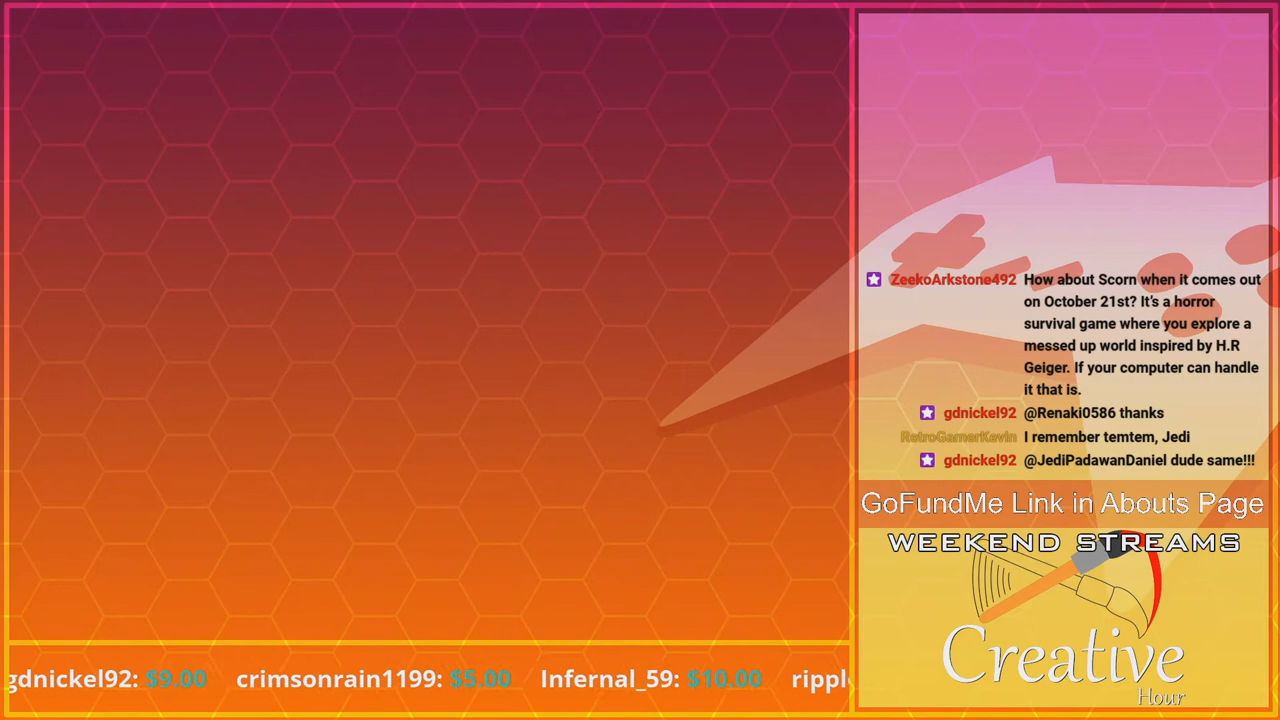 ZeekoArkstone492 How about Scorn when it comes out
on October 21st? It's a horror
survival game where you explore a
messed up world inspired by H.R
Geiger. If your computer can handle
it that is.
gdnickel92 @Renaki0586 thanks
RetroGamerKevin I remember temtem, Jedi
gdnickel92 @JediPadawanDaniel dude same!!!
GoFundMe Link in Abouts Page
WEEKEND STREAMS
Creative
Hour
gdnickel92: $9.00 crimsonrain1199: $5.00 Infernal_59: $10.00